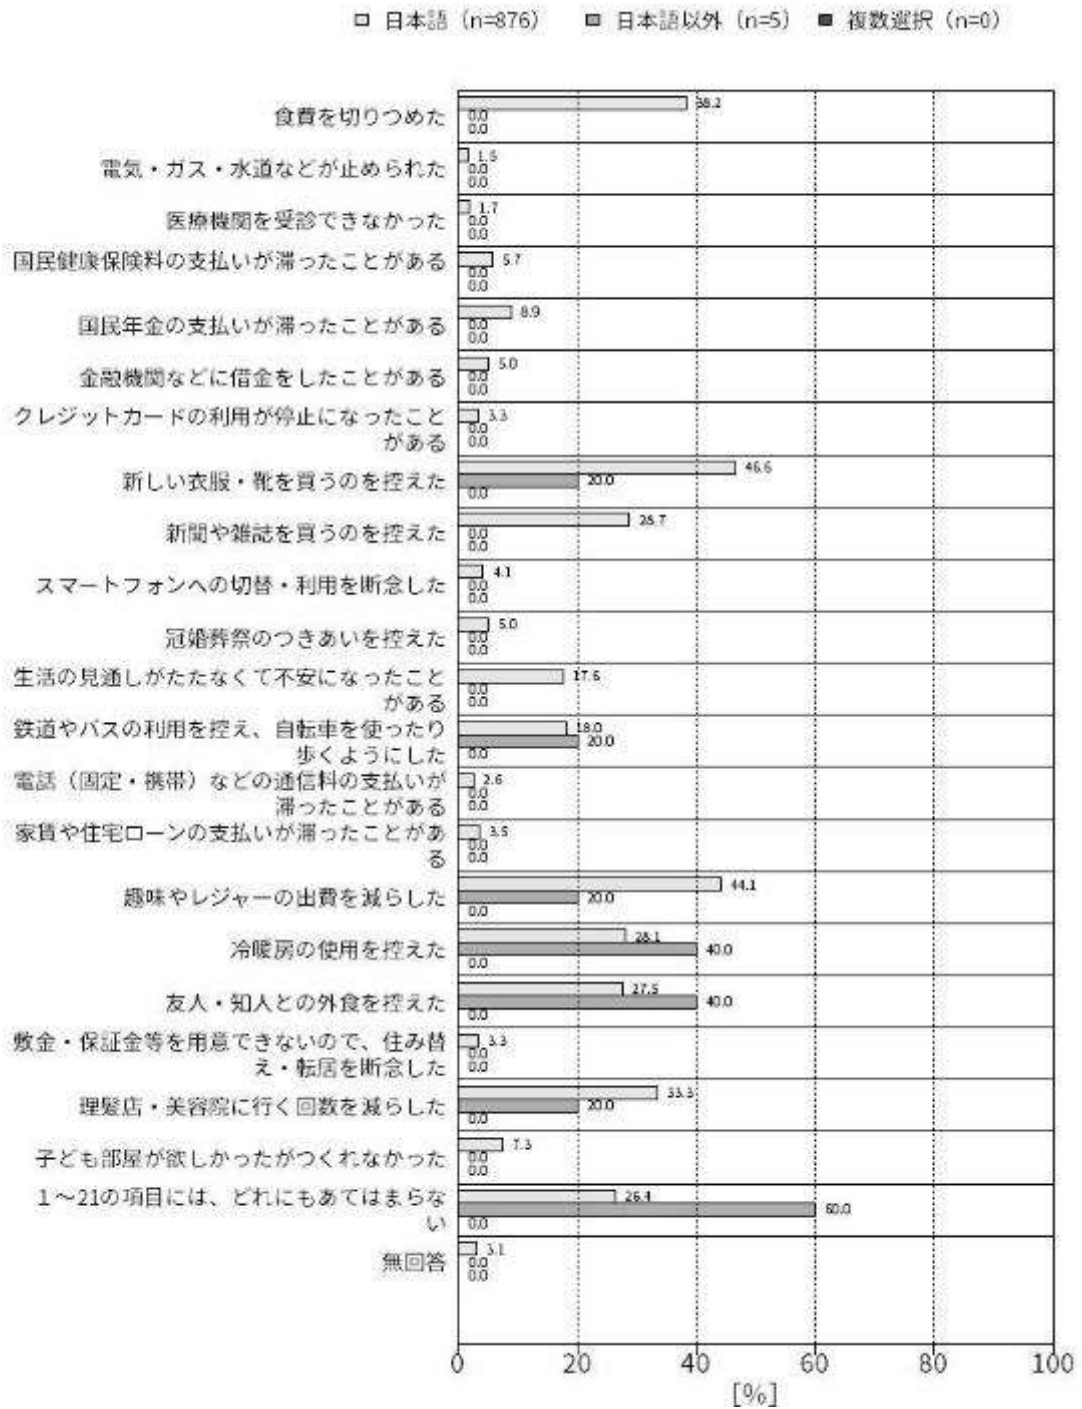 日本語（n=876） 日本語以外（n=5） 複数選択（n=0）
食費を切りつめた 38.2
0.0
0.0
電気・ガス・水道などが止められた 1.5
0.0
0.0
医療機関を受診できなかった 1.7
0.0
0.0
国民健康保険料の支払いが滞ったことがある 5.7
0.0
0.0
国民年金の支払いが滞ったことがある 8.9
0.0
0.0
金融機関などに借金をしたことがある 5.0
0.0
0.0
クレジットカードの利用が停止になったこと 3.3
がある 0.0
0.0
新しい衣服・靴を買うのを控えた 46.6
20.0
0.0
新聞や雑誌を買うのを控えた 28.7
0.0
0.0
スマートフォンへの切替・利用を断念した 4.1
0.0
0.0
冠婚葬祭のつきあいを控えた 5.0
0.0
0.0
生活の見通しがたたなくて不安になったこと 17.6
がある 0.0
0.0
鉄道やバスの利用を控え、自転車を使ったり 18.0
歩くようにした 20.0
0.0
電話（固定・携帯）などの通信料の支払いが 2.6
滞ったことがある 0.0
0.0
家賃や住宅ローンの支払いが滞ったことがあ 3.5
る 0.0
0.0
趣味やレジャーの出費を減らした 44.1
20.0
0.0
冷暖房の使用を控えた 28.1
40.0
0.0
友人・知人との外食を控えた 27.5
40.0
0.0
敷金・保証金等を用意できないので、住み替 3.3
え・転居を断念した 0.0
0.0
理髪店・美容院に行く回数を減らした 33.3
20.0
0.0
子ども部屋が欲しかったがつくれなかった 7.3
0.0
0.0
１～21の項目には、どれにもあてはまらな 26.4
い 60.0
0.0
無回答 3.1
0.0
0.0
0 20 40 60 80 100
[%]